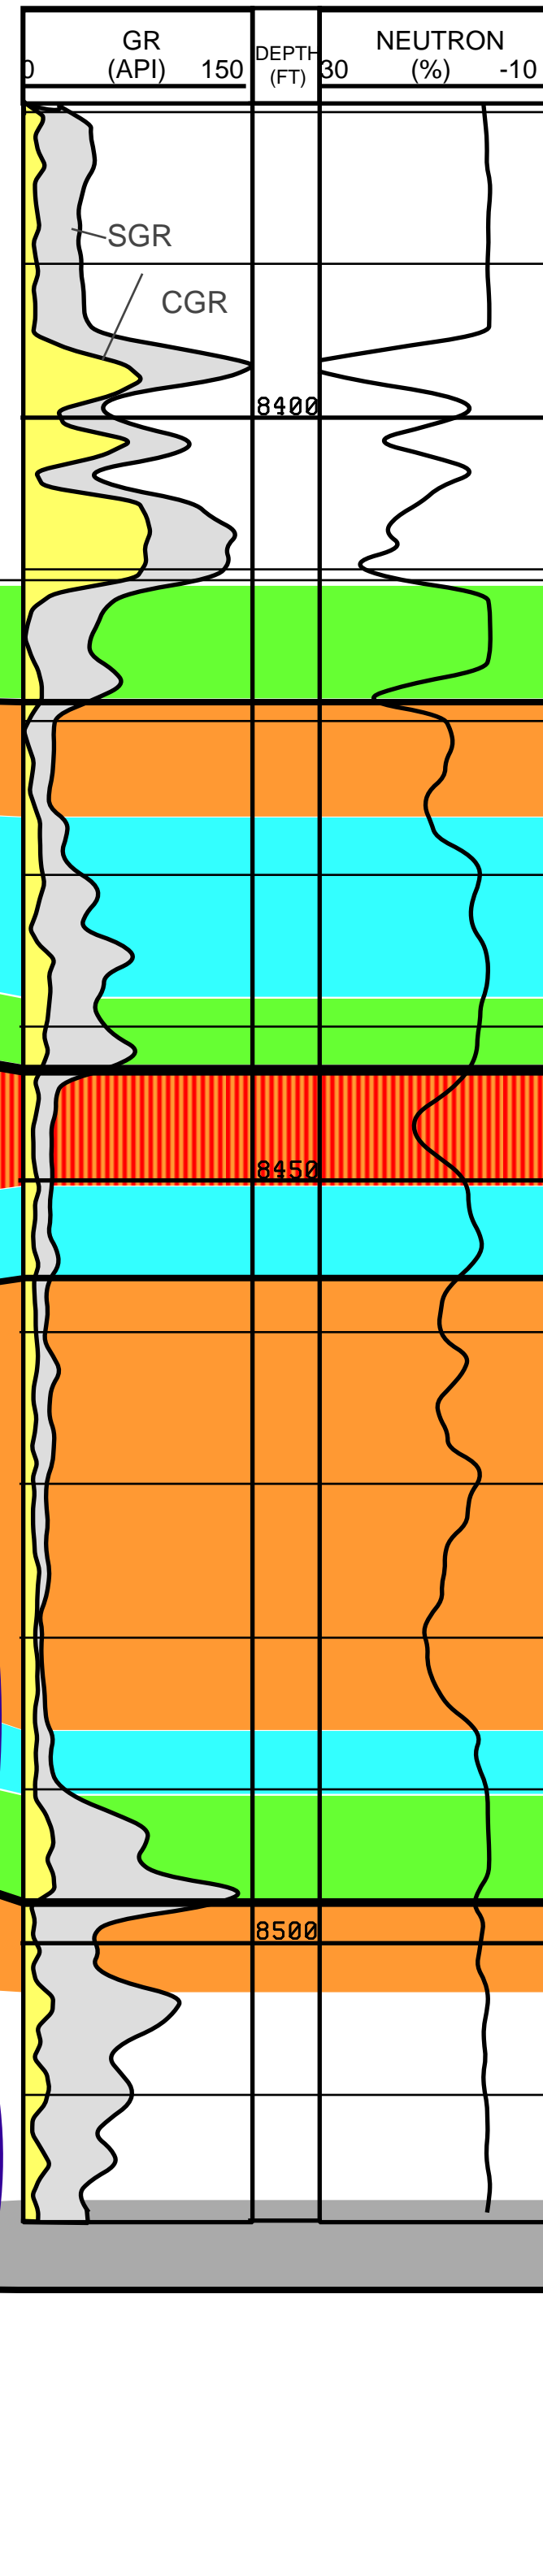 GR
(API)
0
150
DEPTH
(FT)
NEUTRON
30
(%)
-10
SGR
CGR
8400
8450
8500